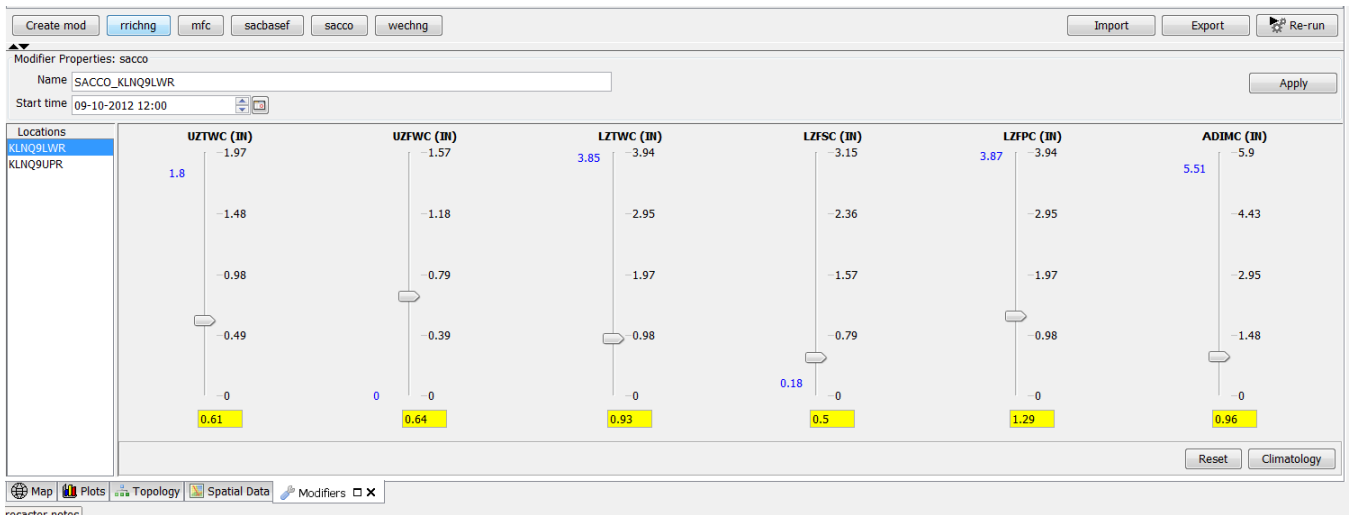 Create mod rrichng mfc sacbasef sacco wechng Import Export Re-run
Modifier Properties: sacco
Name SACCO_KLNQ9LWR
Apply
Start time 09-10-2012 12:00
Locations
KLNQ9LWR
KLNQ9UPR
UZTWC (IN) UZFWC (IN) LZTWC (IN) LZFSC (IN) LZFPC (IN) ADIMC (IN)
1.97 1.57 3.85 3.94 3.15 3.87 3.94 5.9
1.8 5.51
1.48 1.18 2.95 2.36 2.95 4.43
0.98 0.79 1.97 1.57 1.97 2.95
0.49 0.39 0.98 0.79 0.98 1.48
0.18
0 0 0 0 0 0 0
0.61 0.64 0.93 0.5 1.29 0.96
Reset Climatology
Map Plots Topology Spatial Data Modifiers